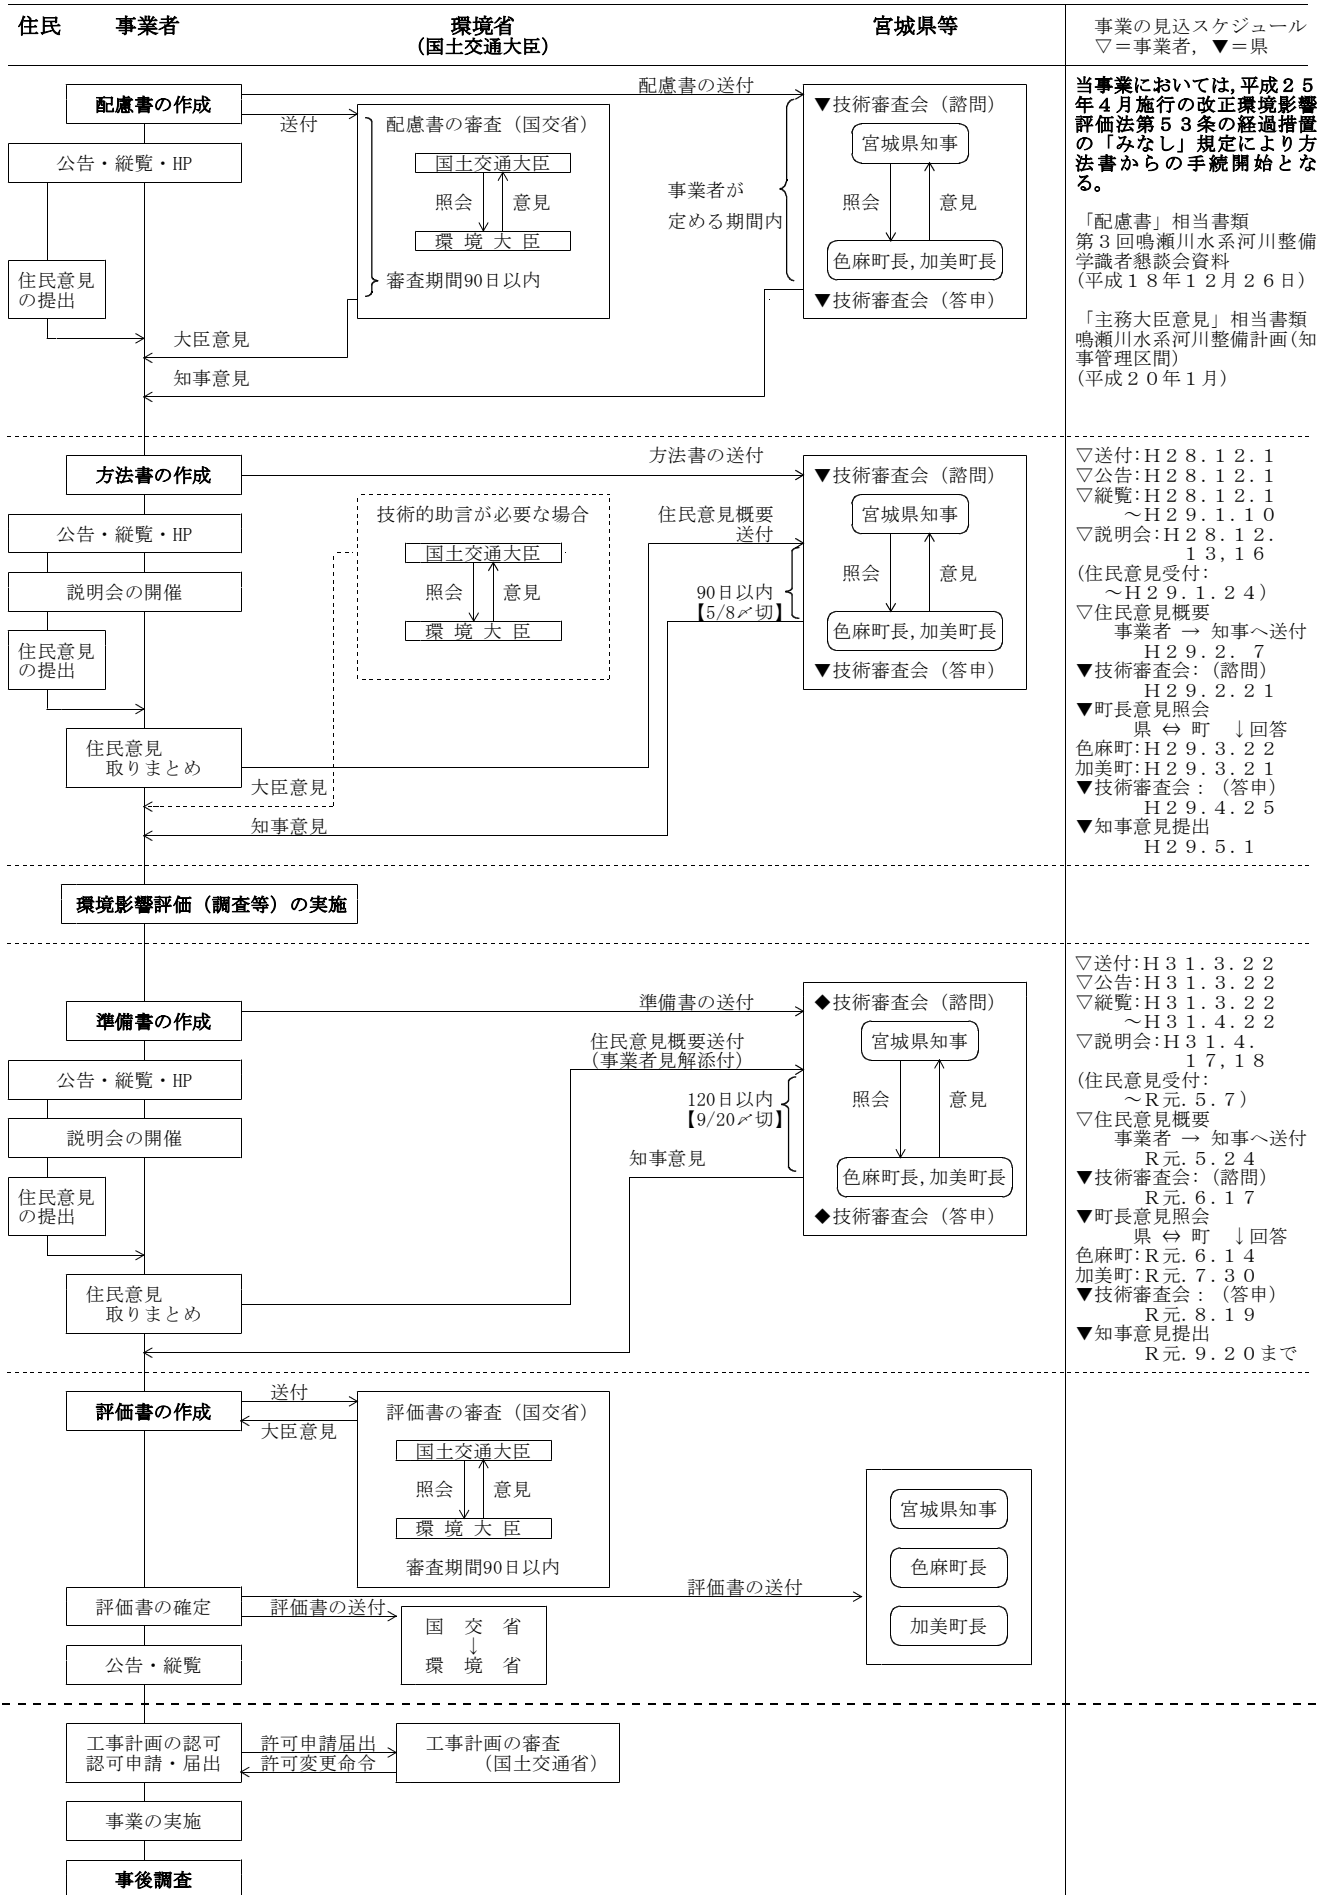 住民　事業者　環境省　宮城県等　事業の見込スケジュール
（国土交通大臣）　▽＝事業者，▼＝県
配慮書の作成
公告・縦覧・HP
住民意見
の提出
送付
配慮書の送付
配慮書の審査（国交省）
国土交通大臣
照会　意見
環 境 大 臣
審査期間90日以内
大臣意見
知事意見
事業者が
定める期間内
▼技術審査会（諮問）
宮城県知事
照会　意見
色麻町長，加美町長
▼技術審査会（答申）
当事業においては，平成２５
年４月施行の改正環境影響
評価法第５３条の経過措置
の「みなし」規定により方
法書からの手続開始とな
る。
「配慮書」相当書類
第３回鳴瀬川水系河川整備
学識者懇談会資料
(平成１８年１２月２６日)
「主務大臣意見」相当書類
鳴瀬川水系河川整備計画(知
事管理区間)
(平成２０年１月)
方法書の作成
公告・縦覧・HP
説明会の開催
住民意見
の提出
住民意見
取りまとめ
方法書の送付
技術的助言が必要な場合
国土交通大臣
照会　意見
環 境 大 臣
住民意見概要
送付
90日以内
【5/8〆切】
大臣意見
知事意見
▼技術審査会（諮問）
宮城県知事
照会　意見
色麻町長，加美町長
▼技術審査会（答申）
▽送付：Ｈ２８．１２．１
▽公告：Ｈ２８．１２．１
▽縦覧：Ｈ２８．１２．１
～Ｈ２９．１．１０
▽説明会：Ｈ２８．１２．
１３，１６
(住民意見受付：
～Ｈ２９．１．２４)
▽住民意見概要
事業者 → 知事へ送付
Ｈ２９．２．７
▼技術審査会：（諮問）
Ｈ２９．２．２１
▼町長意見照会
県 ⇔ 町　↓回答
色麻町：Ｈ２９．３．２２
加美町：Ｈ２９．３．２１
▼技術審査会：（答申）
Ｈ２９．４．２５
▼知事意見提出
Ｈ２９．５．１
環境影響評価（調査等）の実施
準備書の作成
公告・縦覧・HP
説明会の開催
住民意見
の提出
住民意見
取りまとめ
準備書の送付
住民意見概要送付
（事業者見解添付）
120日以内
【9/20〆切】
知事意見
◆技術審査会（諮問）
宮城県知事
照会　意見
色麻町長，加美町長
◆技術審査会（答申）
▽送付：Ｈ３１．３．２２
▽公告：Ｈ３１．３．２２
▽縦覧：Ｈ３１．３．２２
～Ｈ３１．４．２２
▽説明会：Ｈ３１．４．
１７，１８
(住民意見受付：
～Ｒ元．５．７)
▽住民意見概要
事業者 → 知事へ送付
Ｒ元．５．２４
▼技術審査会：（諮問）
Ｒ元．６．１７
▼町長意見照会
県 ⇔ 町　↓回答
色麻町：Ｒ元．６．１４
加美町：Ｒ元．７．３０
▼技術審査会：（答申）
Ｒ元．８．１９
▼知事意見提出
Ｒ元．９．２０まで
評価書の作成
送付
大臣意見
評価書の審査（国交省）
国土交通大臣
照会　意見
環 境 大 臣
審査期間90日以内
宮城県知事
色麻町長
加美町長
評価書の確定
評価書の送付
評価書の送付
国　交　省
↓
環　境　省
公告・縦覧
工事計画の認可
認可申請・届出
許可申請届出
許可変更命令
工事計画の審査
（国土交通省）
事業の実施
事後調査